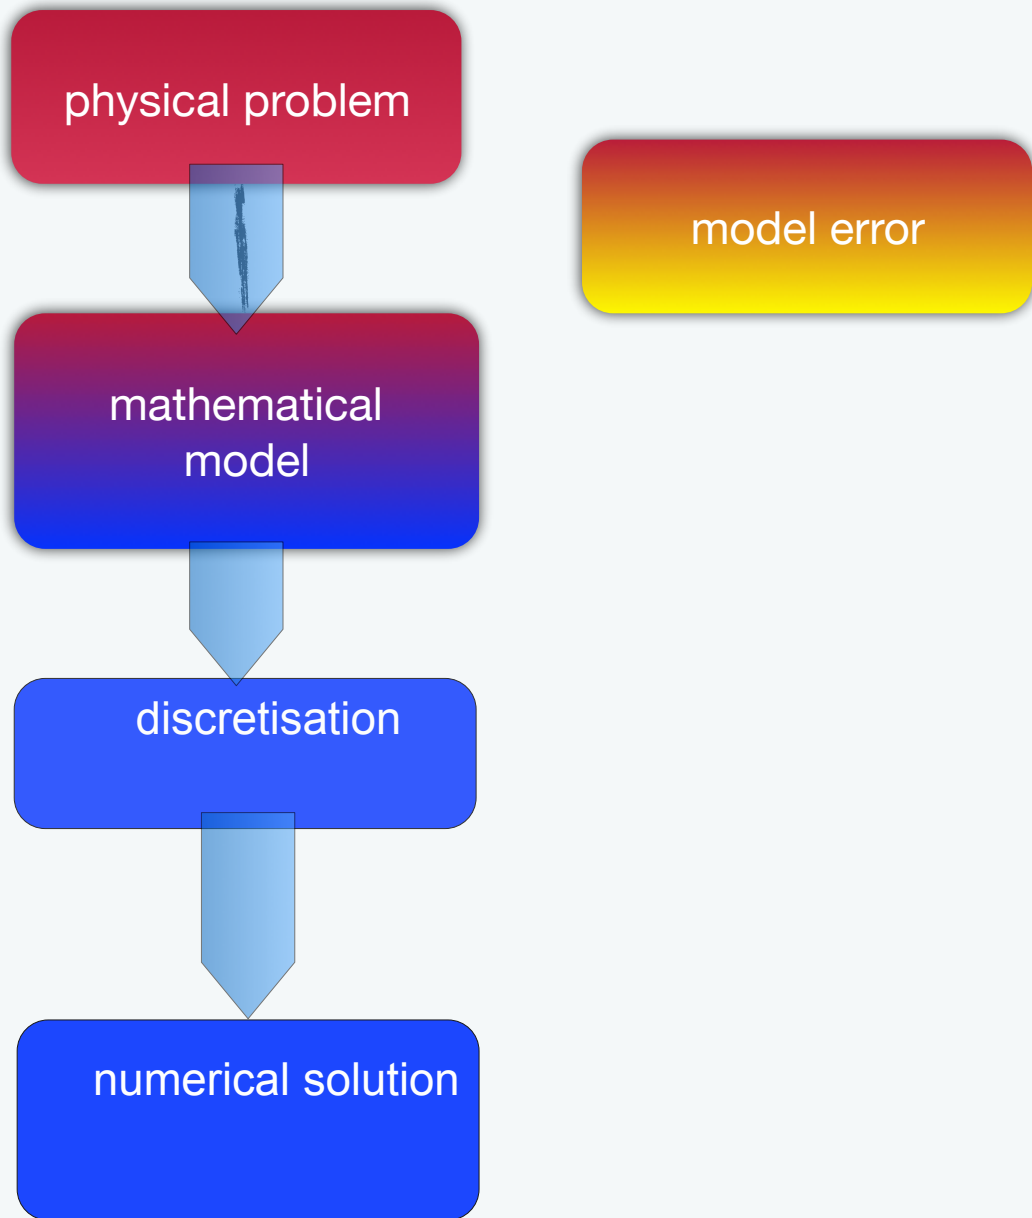 physical problem
model error
mathematical
model
discretisation
numerical solution